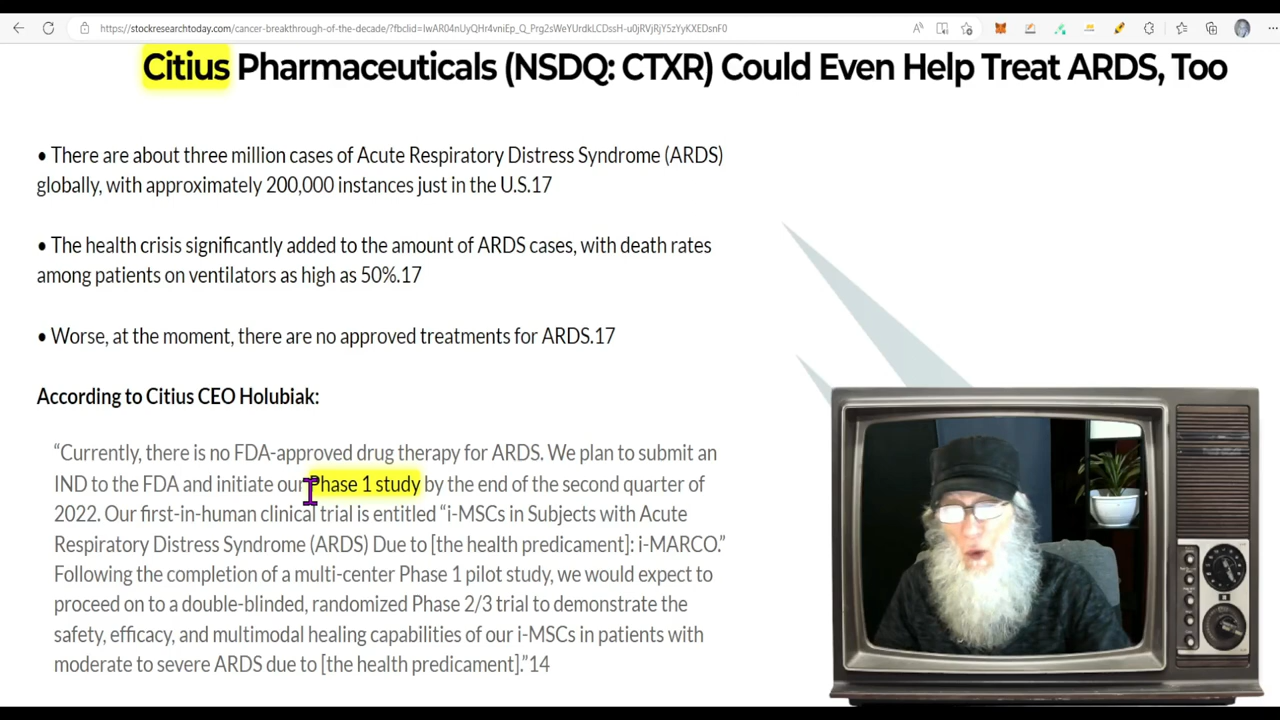 https://stockresearchtoday.com/cancer-breakthrough-of-the-decade/?fbclid=IwAR04nUyQHr4vniEp_Q_Prg2sWeYUrdkLCDssH-u0jRVjRjY5zYyKXEDsnF0
Citius Pharmaceuticals (NSDQ: CTXR) Could Even Help Treat ARDS, Too
• There are about three million cases of Acute Respiratory Distress Syndrome (ARDS)
globally, with approximately 200,000 instances just in the U.S.17
• The health crisis significantly added to the amount of ARDS cases, with death rates
among patients on ventilators as high as 50%.17
• Worse, at the moment, there are no approved treatments for ARDS.17
According to Citius CEO Holubiak:
“Currently, there is no FDA-approved drug therapy for ARDS. We plan to submit an
IND to the FDA and initiate our Phase 1 study by the end of the second quarter of
2022. Our first-in-human clinical trial is entitled “i-MSCs in Subjects with Acute
Respiratory Distress Syndrome (ARDS) Due to [the health predicament]: i-MARCO.”
Following the completion of a multi-center Phase 1 pilot study, we would expect to
proceed on to a double-blinded, randomized Phase 2/3 trial to demonstrate the
safety, efficacy, and multimodal healing capabilities of our i-MSCs in patients with
moderate to severe ARDS due to [the health predicament].”14